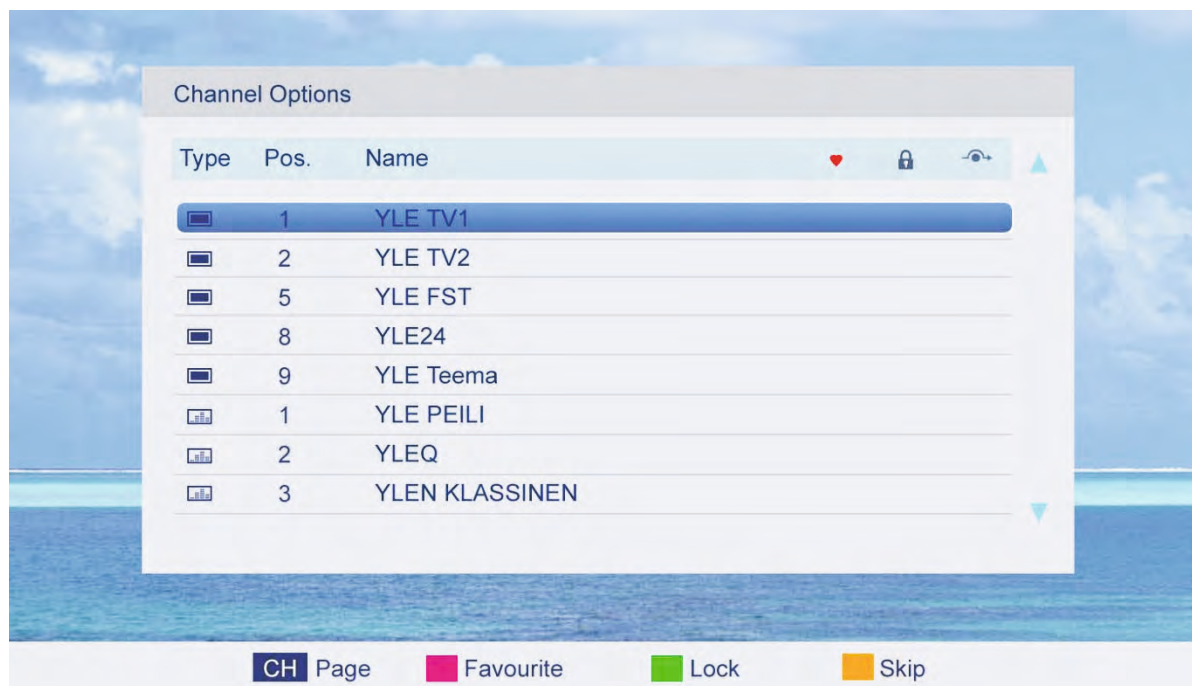 Channel Options
Type Pos. Name
1 YLE TV1
2 YLE TV2
5 YLE FST
8 YLE24
9 YLE Teema
1 YLE PEILI
2 YLEQ
3 YLEN KLASSINEN
CH Page Favourite Lock Skip